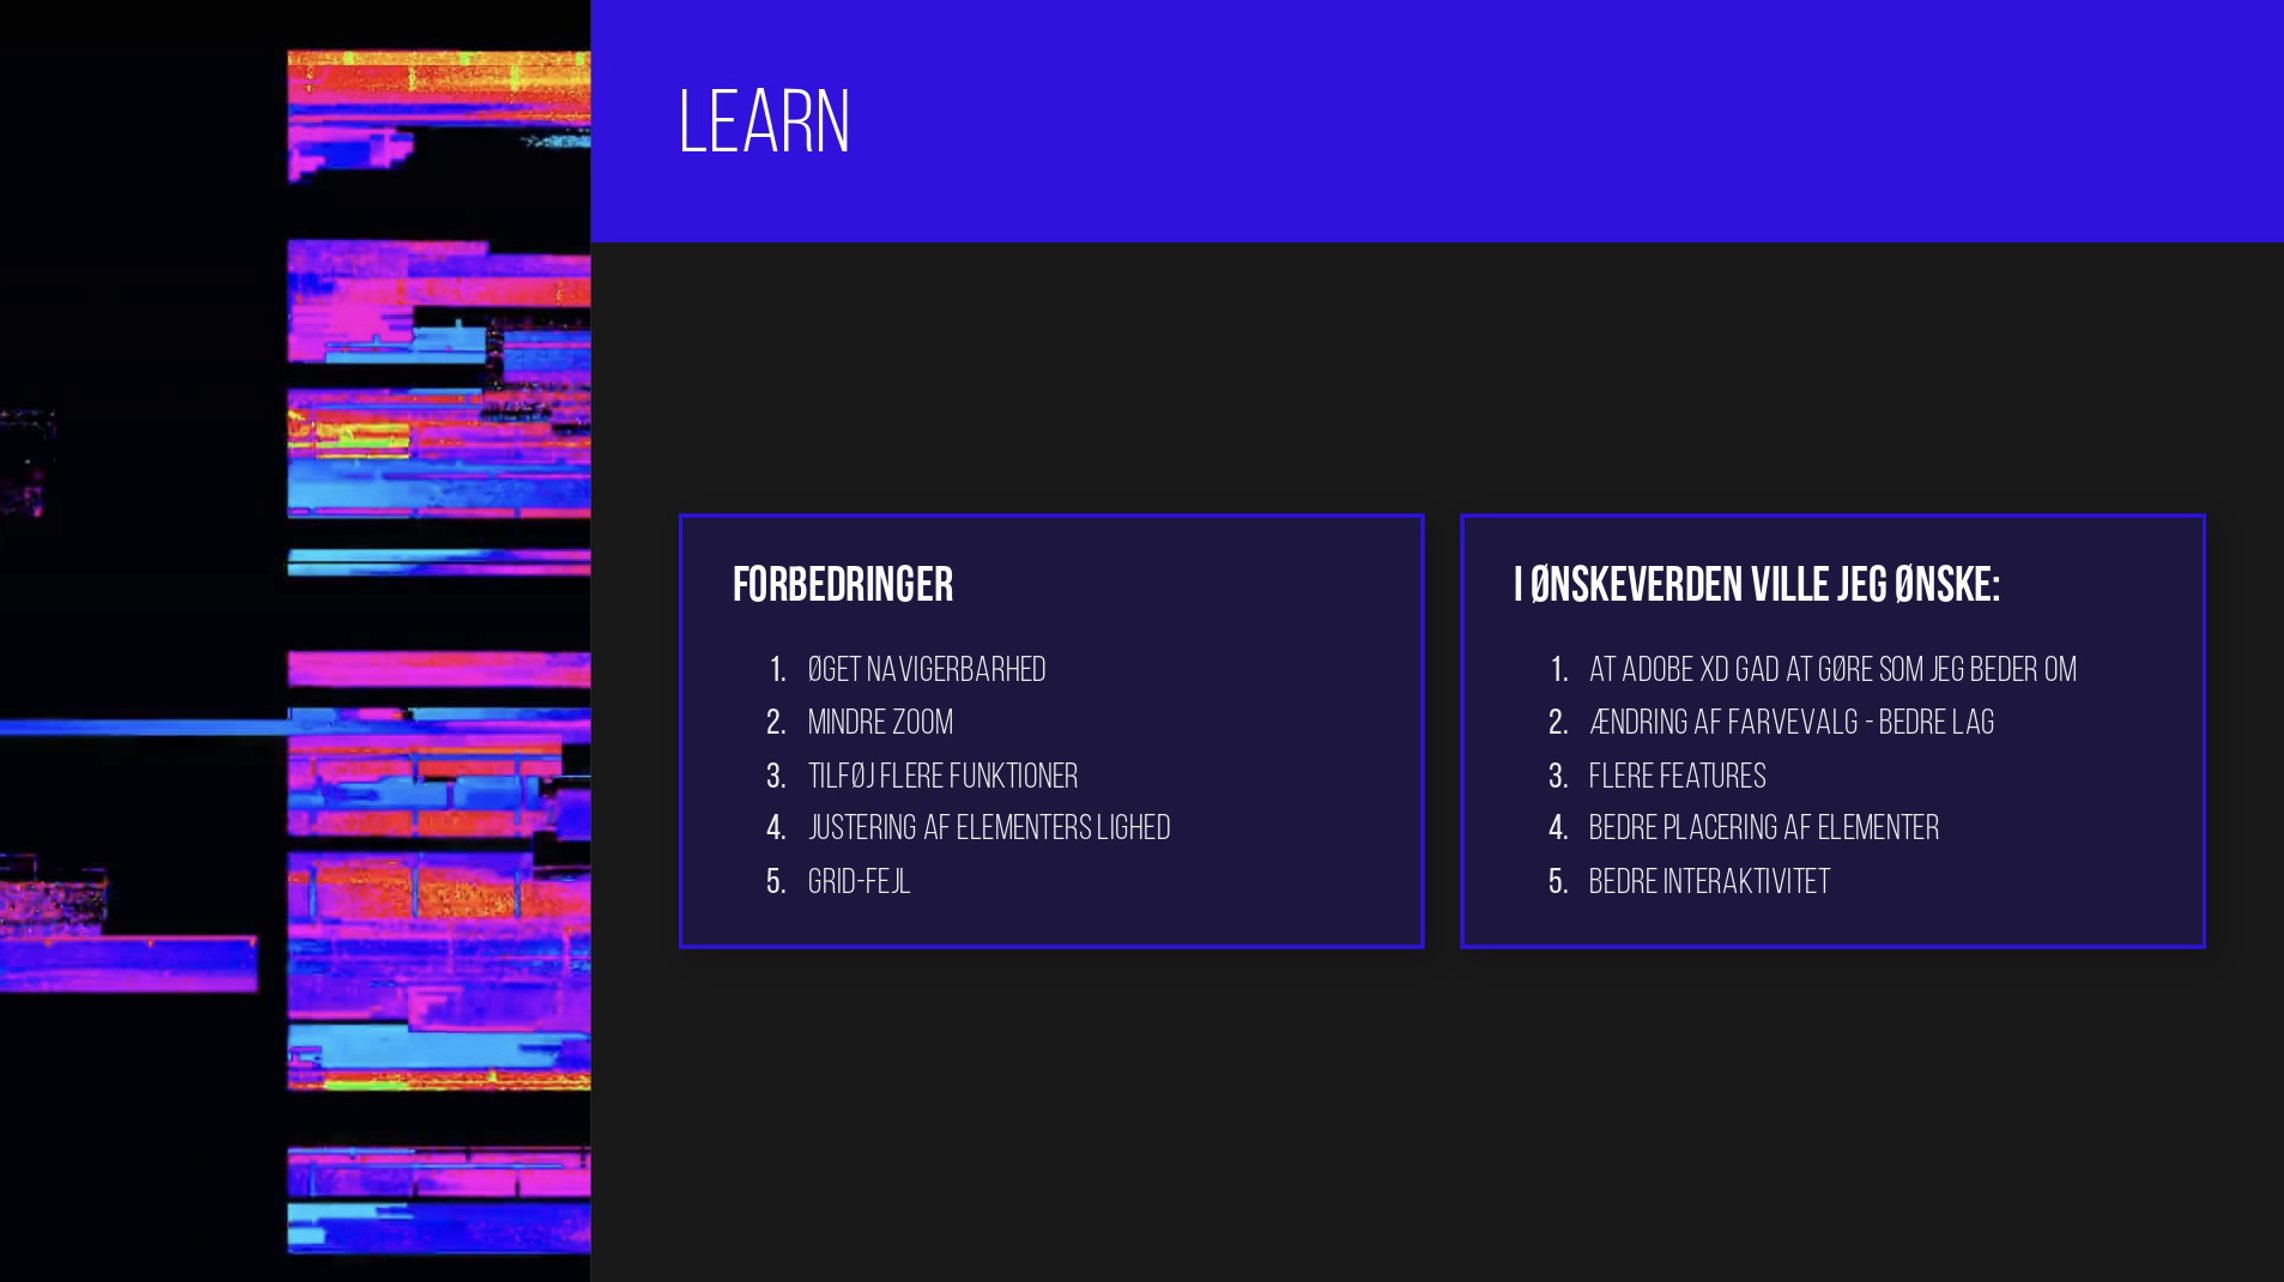 LEARN
FORBEDRINGER
1. ØGET NAVIGERBARHED
2. MINDRE ZOOM
3. TILFØJ FLERE FUNKTIONER
4. JUSTERING AF ELEMENTERS LIGHED
5. GRID-FEJL
I ØNSKEVERDEN VILLE JEG ØNSKE:
1. AT ADOBE XD GAD AT GØRE SOM JEG BEDER OM
2. ÆNDRING AF FARVEVALG - BEDRE LAG
3. FLERE FEATURES
4. BEDRE PLACERING AF ELEMENTER
5. BEDRE INTERAKTIVITET